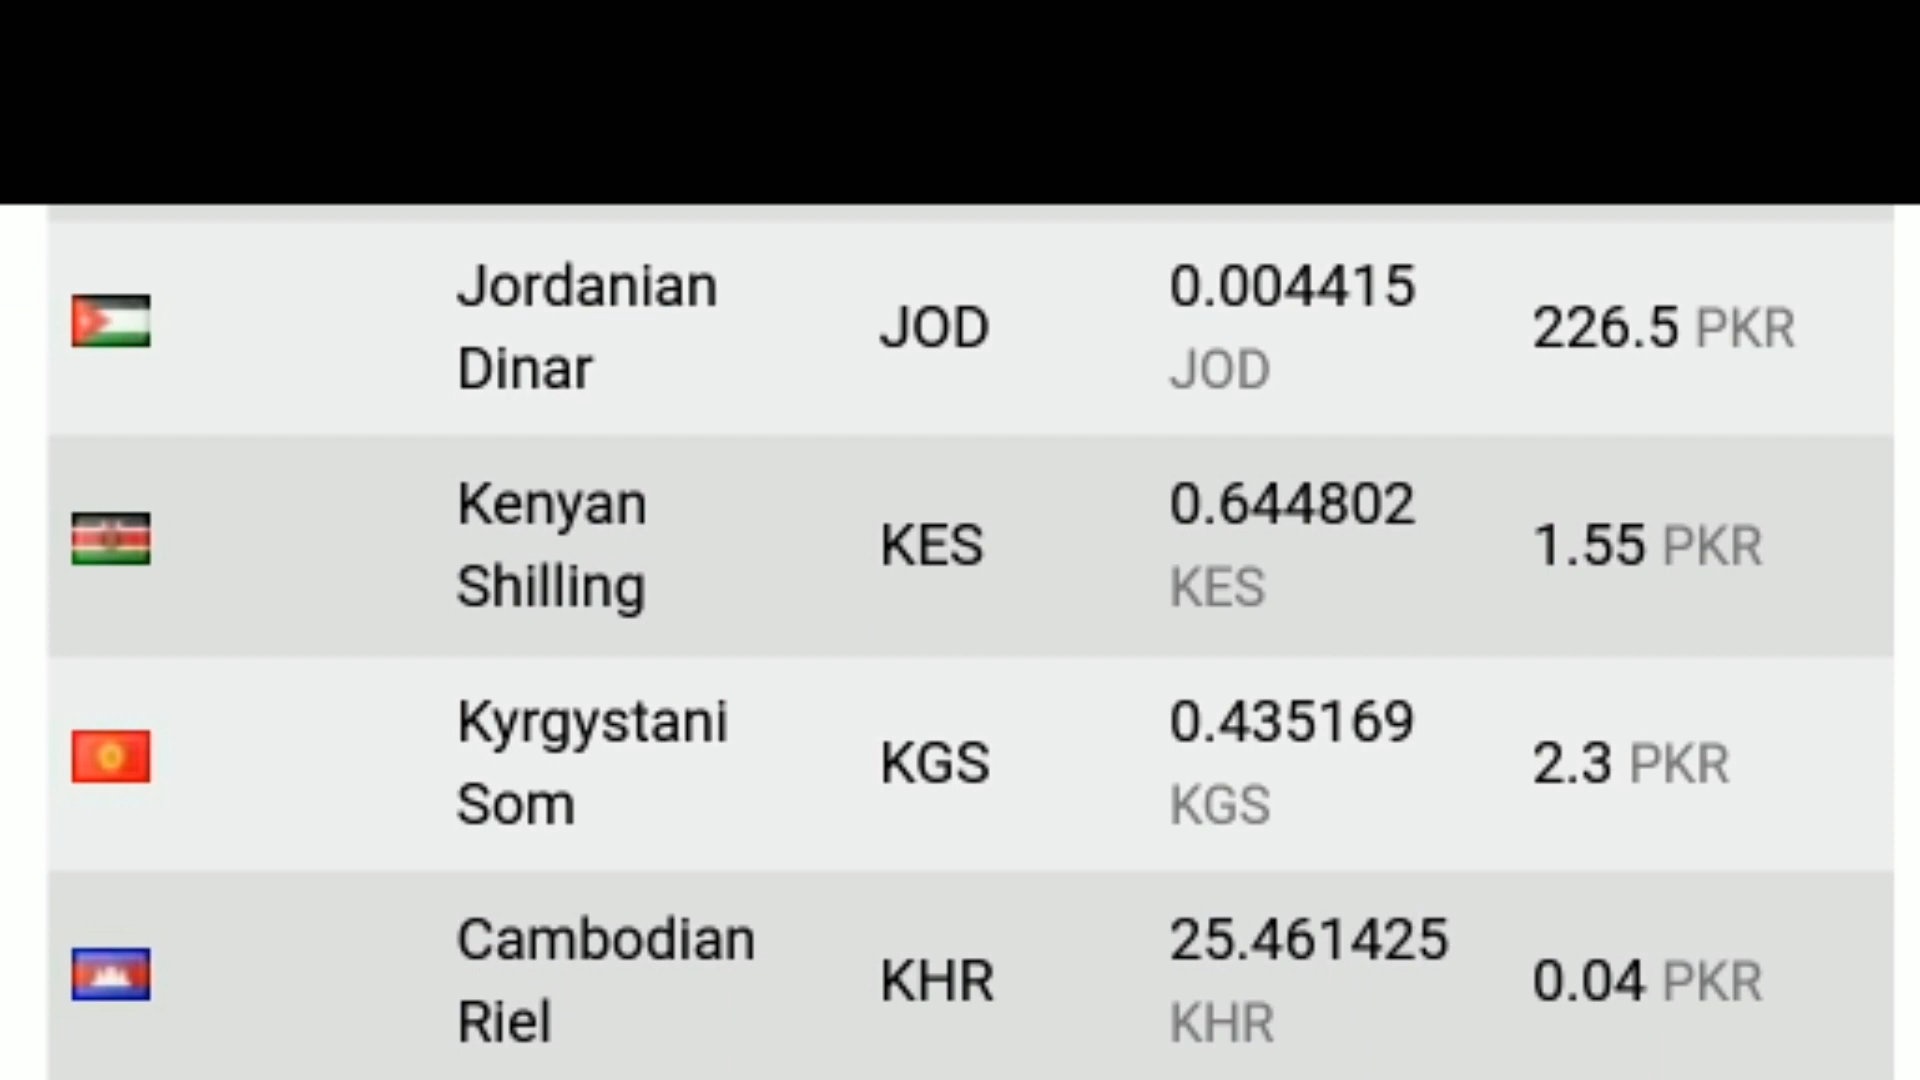 Jordanian Dinar JOD 0.004415 JOD 226.5 PKR
Kenyan Shilling KES 0.644802 KES 1.55 PKR
Kyrgystani Som KGS 0.435169 KGS 2.3 PKR
Cambodian Riel KHR 25.461425 KHR 0.04 PKR